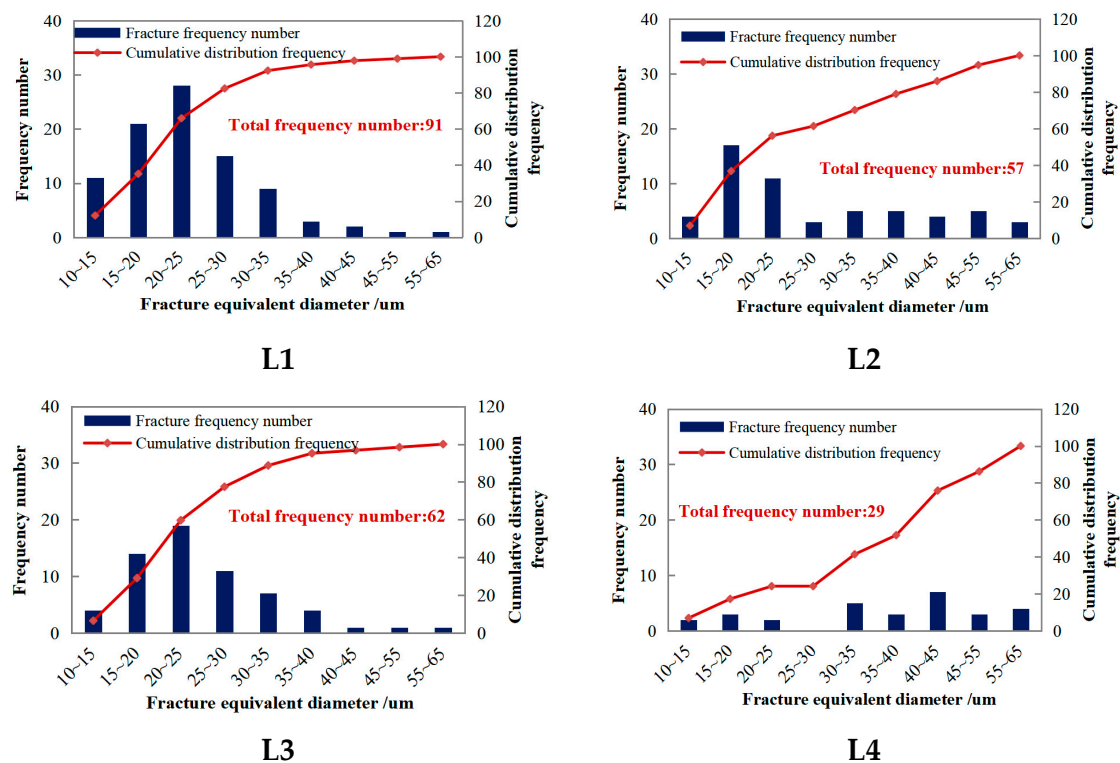 40
30
20
10
0
Frequency number
Fracture frequency number
Cumulative distribution frequency
Total frequency number:91
120
100
80
60
40
20
0
Cumulative distribution
frequency
10~15
15~20
20~25
25~30
30~35
35~40
40~45
45~55
55~65
Fracture equivalent diameter /um
L1
40
30
20
10
0
Frequency number
Fracture frequency number
Cumulative distribution frequency
Total frequency number:57
120
100
80
60
40
20
0
Cumulative distribution
frequency
10~15
15~20
20~25
25~30
30~35
35~40
40~45
45~55
55~65
Fracture equivalent diameter /um
L2
40
30
20
10
0
Frequency number
Fracture frequency number
Cumulative distribution frequency
Total frequency number:62
120
100
80
60
40
20
0
Cumulative distribution
frequency
10~15
15~20
20~25
25~30
30~35
35~40
40~45
45~55
55~65
Fracture equivalent diameter /um
L3
40
30
20
10
0
Frequency number
Fracture frequency number
Cumulative distribution frequency
Total frequency number:29
120
100
80
60
40
20
0
Cumulative distribution
frequency
10~15
15~20
20~25
25~30
30~35
35~40
40~45
45~55
55~65
Fracture equivalent diameter /um
L4